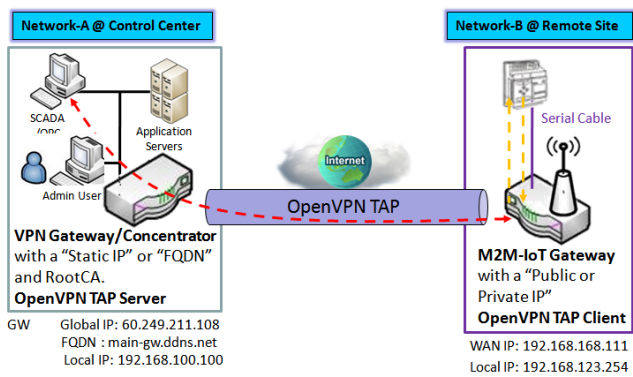 Network-A @ Control Center
Network-B @ Remote Site
SCADA
/OPC
Application
Servers
Admin User
Internet
OpenVPN TAP
Serial Cable
VPN Gateway/Concentrator
with a “Static IP” or “FQDN”
and RootCA.
OpenVPN TAP Server
M2M-IoT Gateway
with a “Public or
Private IP”
OpenVPN TAP Client
GW Global IP: 60.249.211.108
FQDN : main-gw.ddns.net
Local IP: 192.168.100.100
WAN IP: 192.168.168.111
Local IP: 192.168.123.254